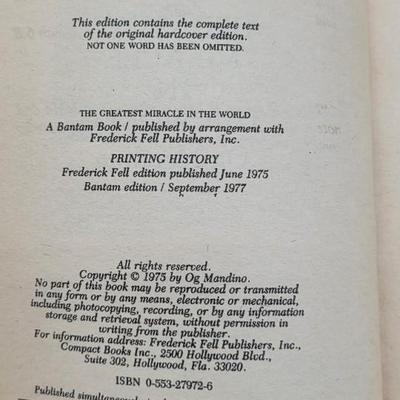 This edition contains the complete text
of the original hardcover edition.
NOT ONE WORD HAS BEEN OMITTED.
THE GREATEST MIRACLE IN THE WORLD
A Bantam Book / published by arrangement with
Frederick Fell Publishers, Inc.
PRINTING HISTORY
Frederick Fell edition published June 1975
Bantam edition / September 1977
All rights reserved.
Copyright © 1975 by Og Mandino.
No part of this book may be reproduced or transmitted
in any form or by any means, electronic or mechanical,
including photocopying, recording, or by any information
storage and retrieval system, without permission in
writing from the publisher.
For information address: Frederick Fell Publishers, Inc.,
Compact Books Inc., 2500 Hollywood Blvd.,
Suite 302, Hollywood, Fla. 33020.
ISBN 0-553-27972-6
Published simultaneously